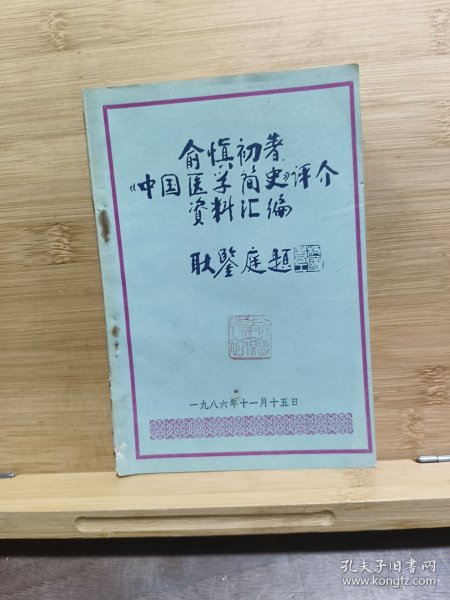 俞慎初著
《中国医学简史》评介
资料汇编
耿鉴庭题
一九八六年十一月十五日
孔夫子旧书网
www.kongfz.com